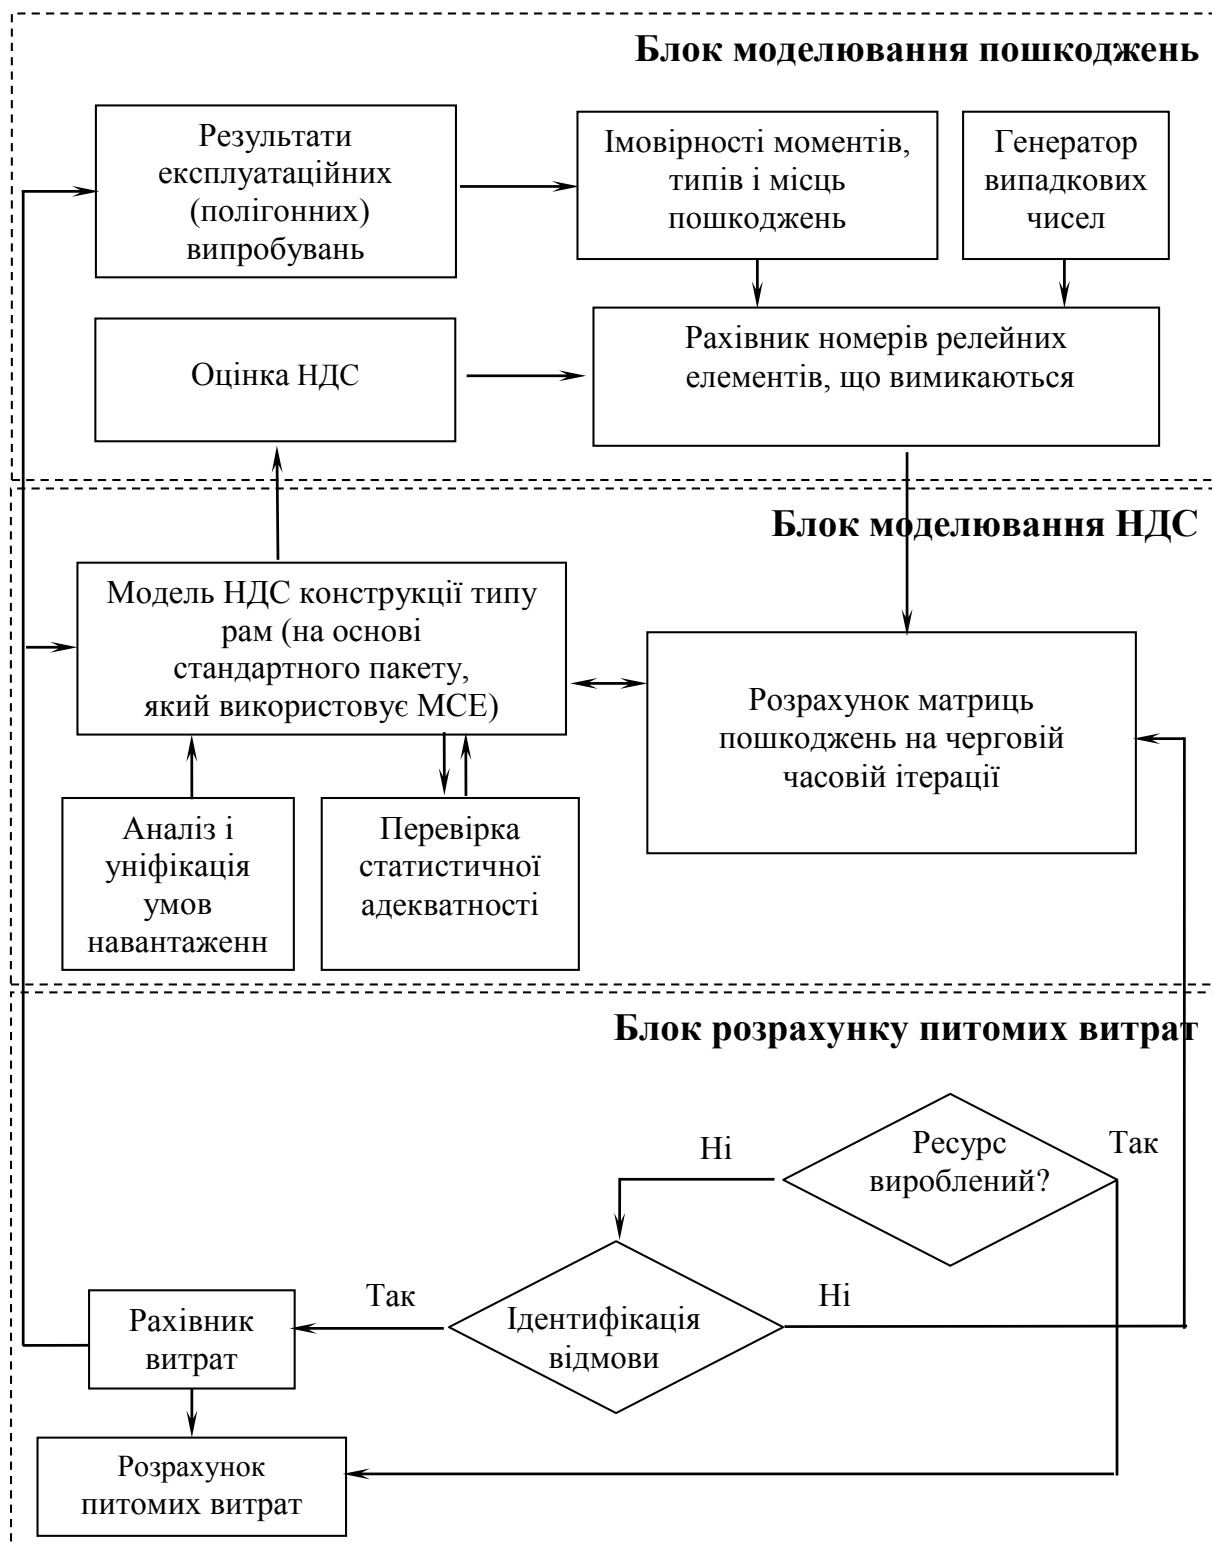 Блок моделювання пошкоджень
Результати
експлуатаційних
(полігонних)
випробувань
Імовірності моментів,
типів і місць
пошкоджень
Генератор
випадкових
чисел
Оцінка НДС
Рахівник номерів релейних
елементів, що вимикаються
Блок моделювання НДС
Модель НДС конструкції типу
рам (на основі
стандартного пакету,
який використовує МСЕ)
Розрахунок матриць
пошкоджень на черговій
часовій ітерації
Аналіз і
уніфікація
умов
навантаженн
Перевірка
статистичної
адекватності
Блок розрахунку питомих витрат
Ні
Ресурс
вироблений?
Так
Так
Ідентифікація
відмови
Ні
Рахівник
витрат
Розрахунок
питомих витрат